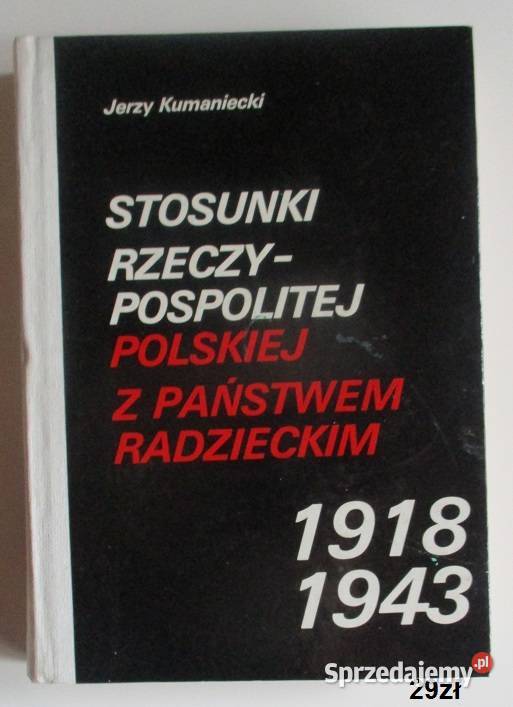 Jerzy Kumaniecki
STOSUNKI
RZECZY-
POSPOLITEJ
POLSKIEJ
Z PAŃSTWEM
RADZIECKIM
1918
1943
Sprzedajemy.pl
29zł